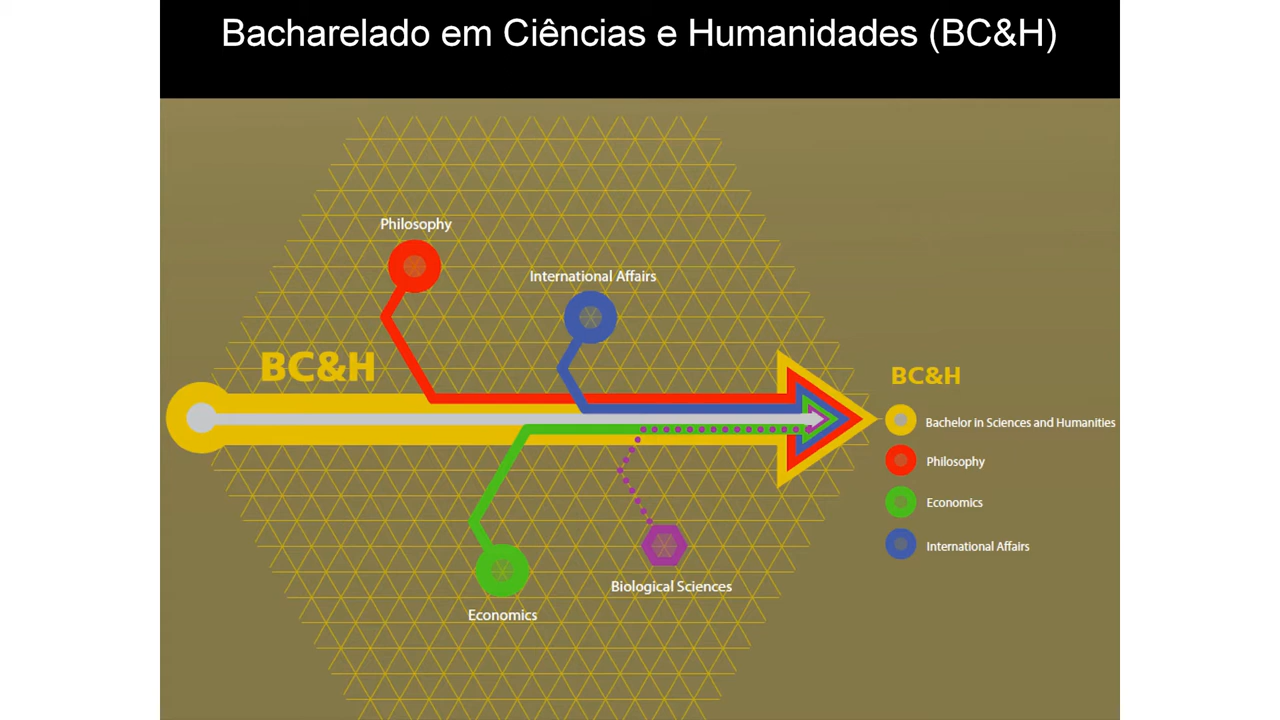 Bacharelado em Ciências e Humanidades (BC&H)
Philosophy
International Affairs
BC&H
BC&H
Bachelor in Sciences and Humanities
Philosophy
Economics
International Affairs
Biological Sciences
Economics